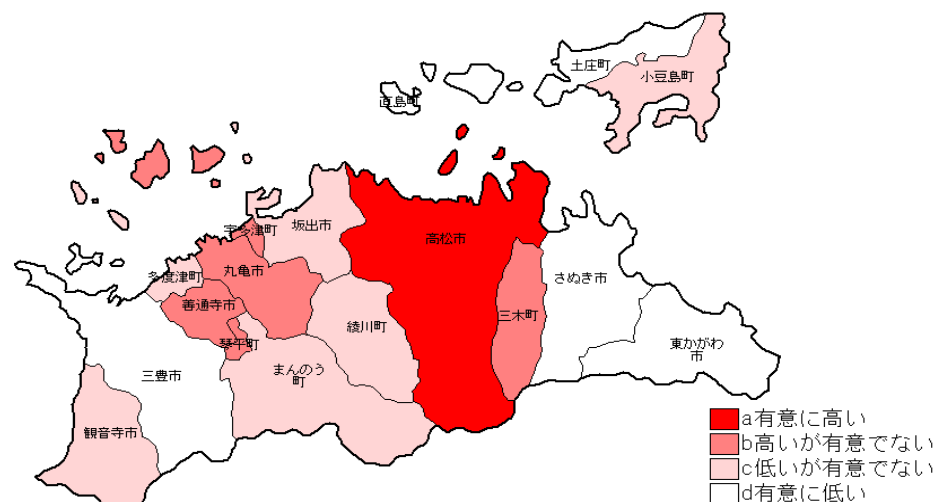 土庄町
小豆島町
直島町
宇多津町
坂出市
高松市
多度津町
丸亀市
さぬき市
善通寺市
三木町
綾川町
琴平町
東かがわ
市
三豊市
まんのう
町
観音寺市
a有意に高い
b高いが有意でない
c低いが有意でない
d有意に低い